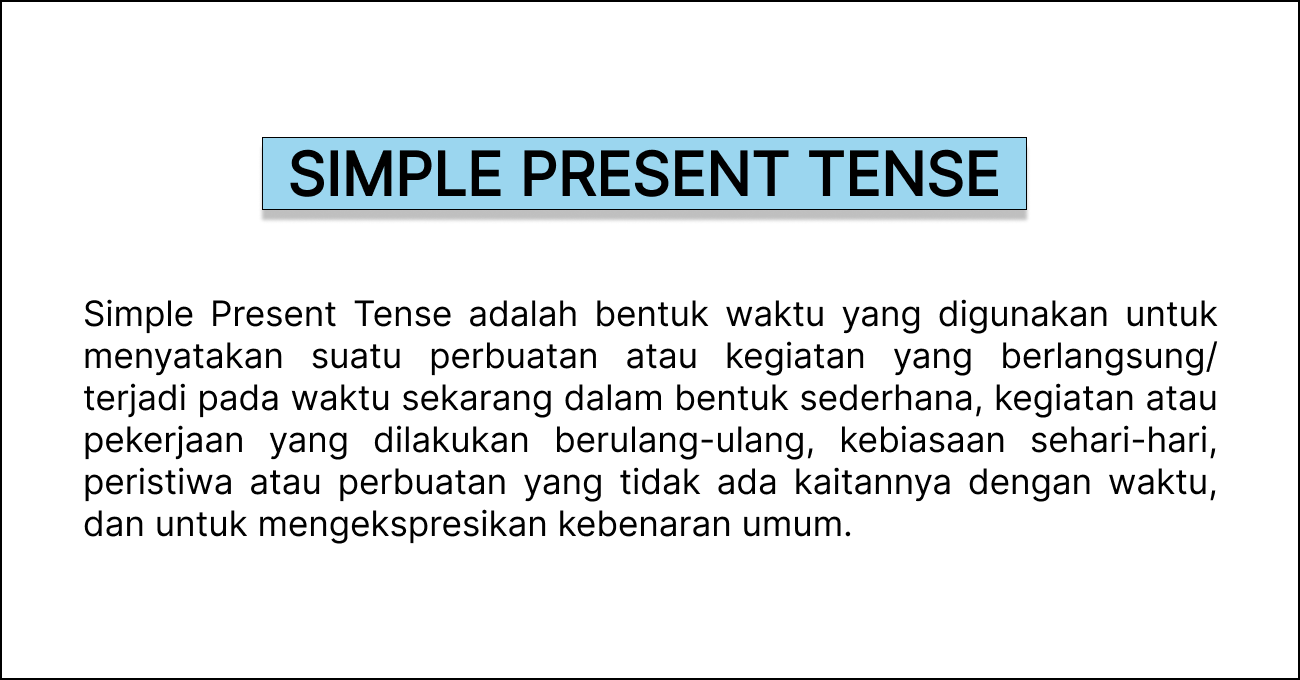 SIMPLE PRESENT TENSE
Simple Present Tense adalah bentuk waktu yang digunakan untuk
menyatakan suatu perbuatan atau kegiatan yang berlangsung/
terjadi pada waktu sekarang dalam bentuk sederhana, kegiatan atau
pekerjaan yang dilakukan berulang-ulang, kebiasaan sehari-hari,
peristiwa atau perbuatan yang tidak ada kaitannya dengan waktu,
dan untuk mengekspresikan kebenaran umum.